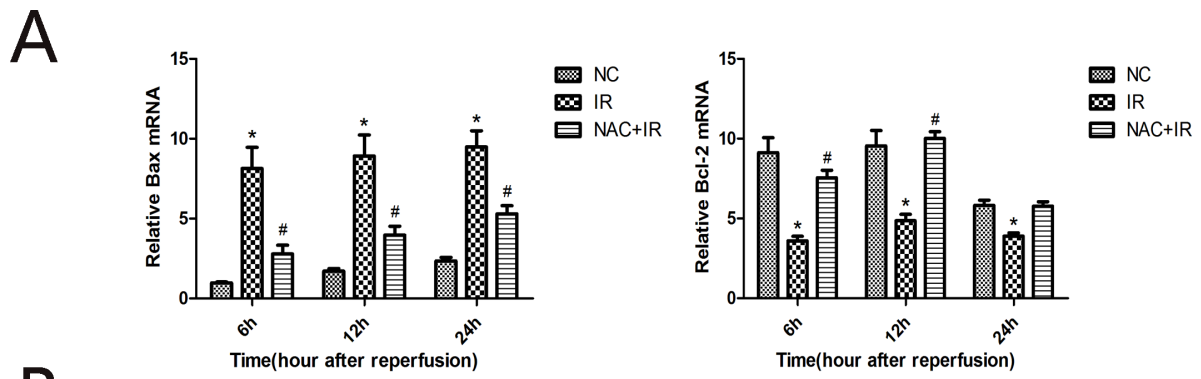 A
Relative Bax mRNA
15
10
5
0
* * *
# # #
6h
12h
24h
Time(hour after reperfusion)
NC
IR
NAC+IR
Relative Bcl-2 mRNA
15
10
5
0
# #
* * *
6h
12h
24h
Time(hour after reperfusion)
NC
IR
NAC+IR